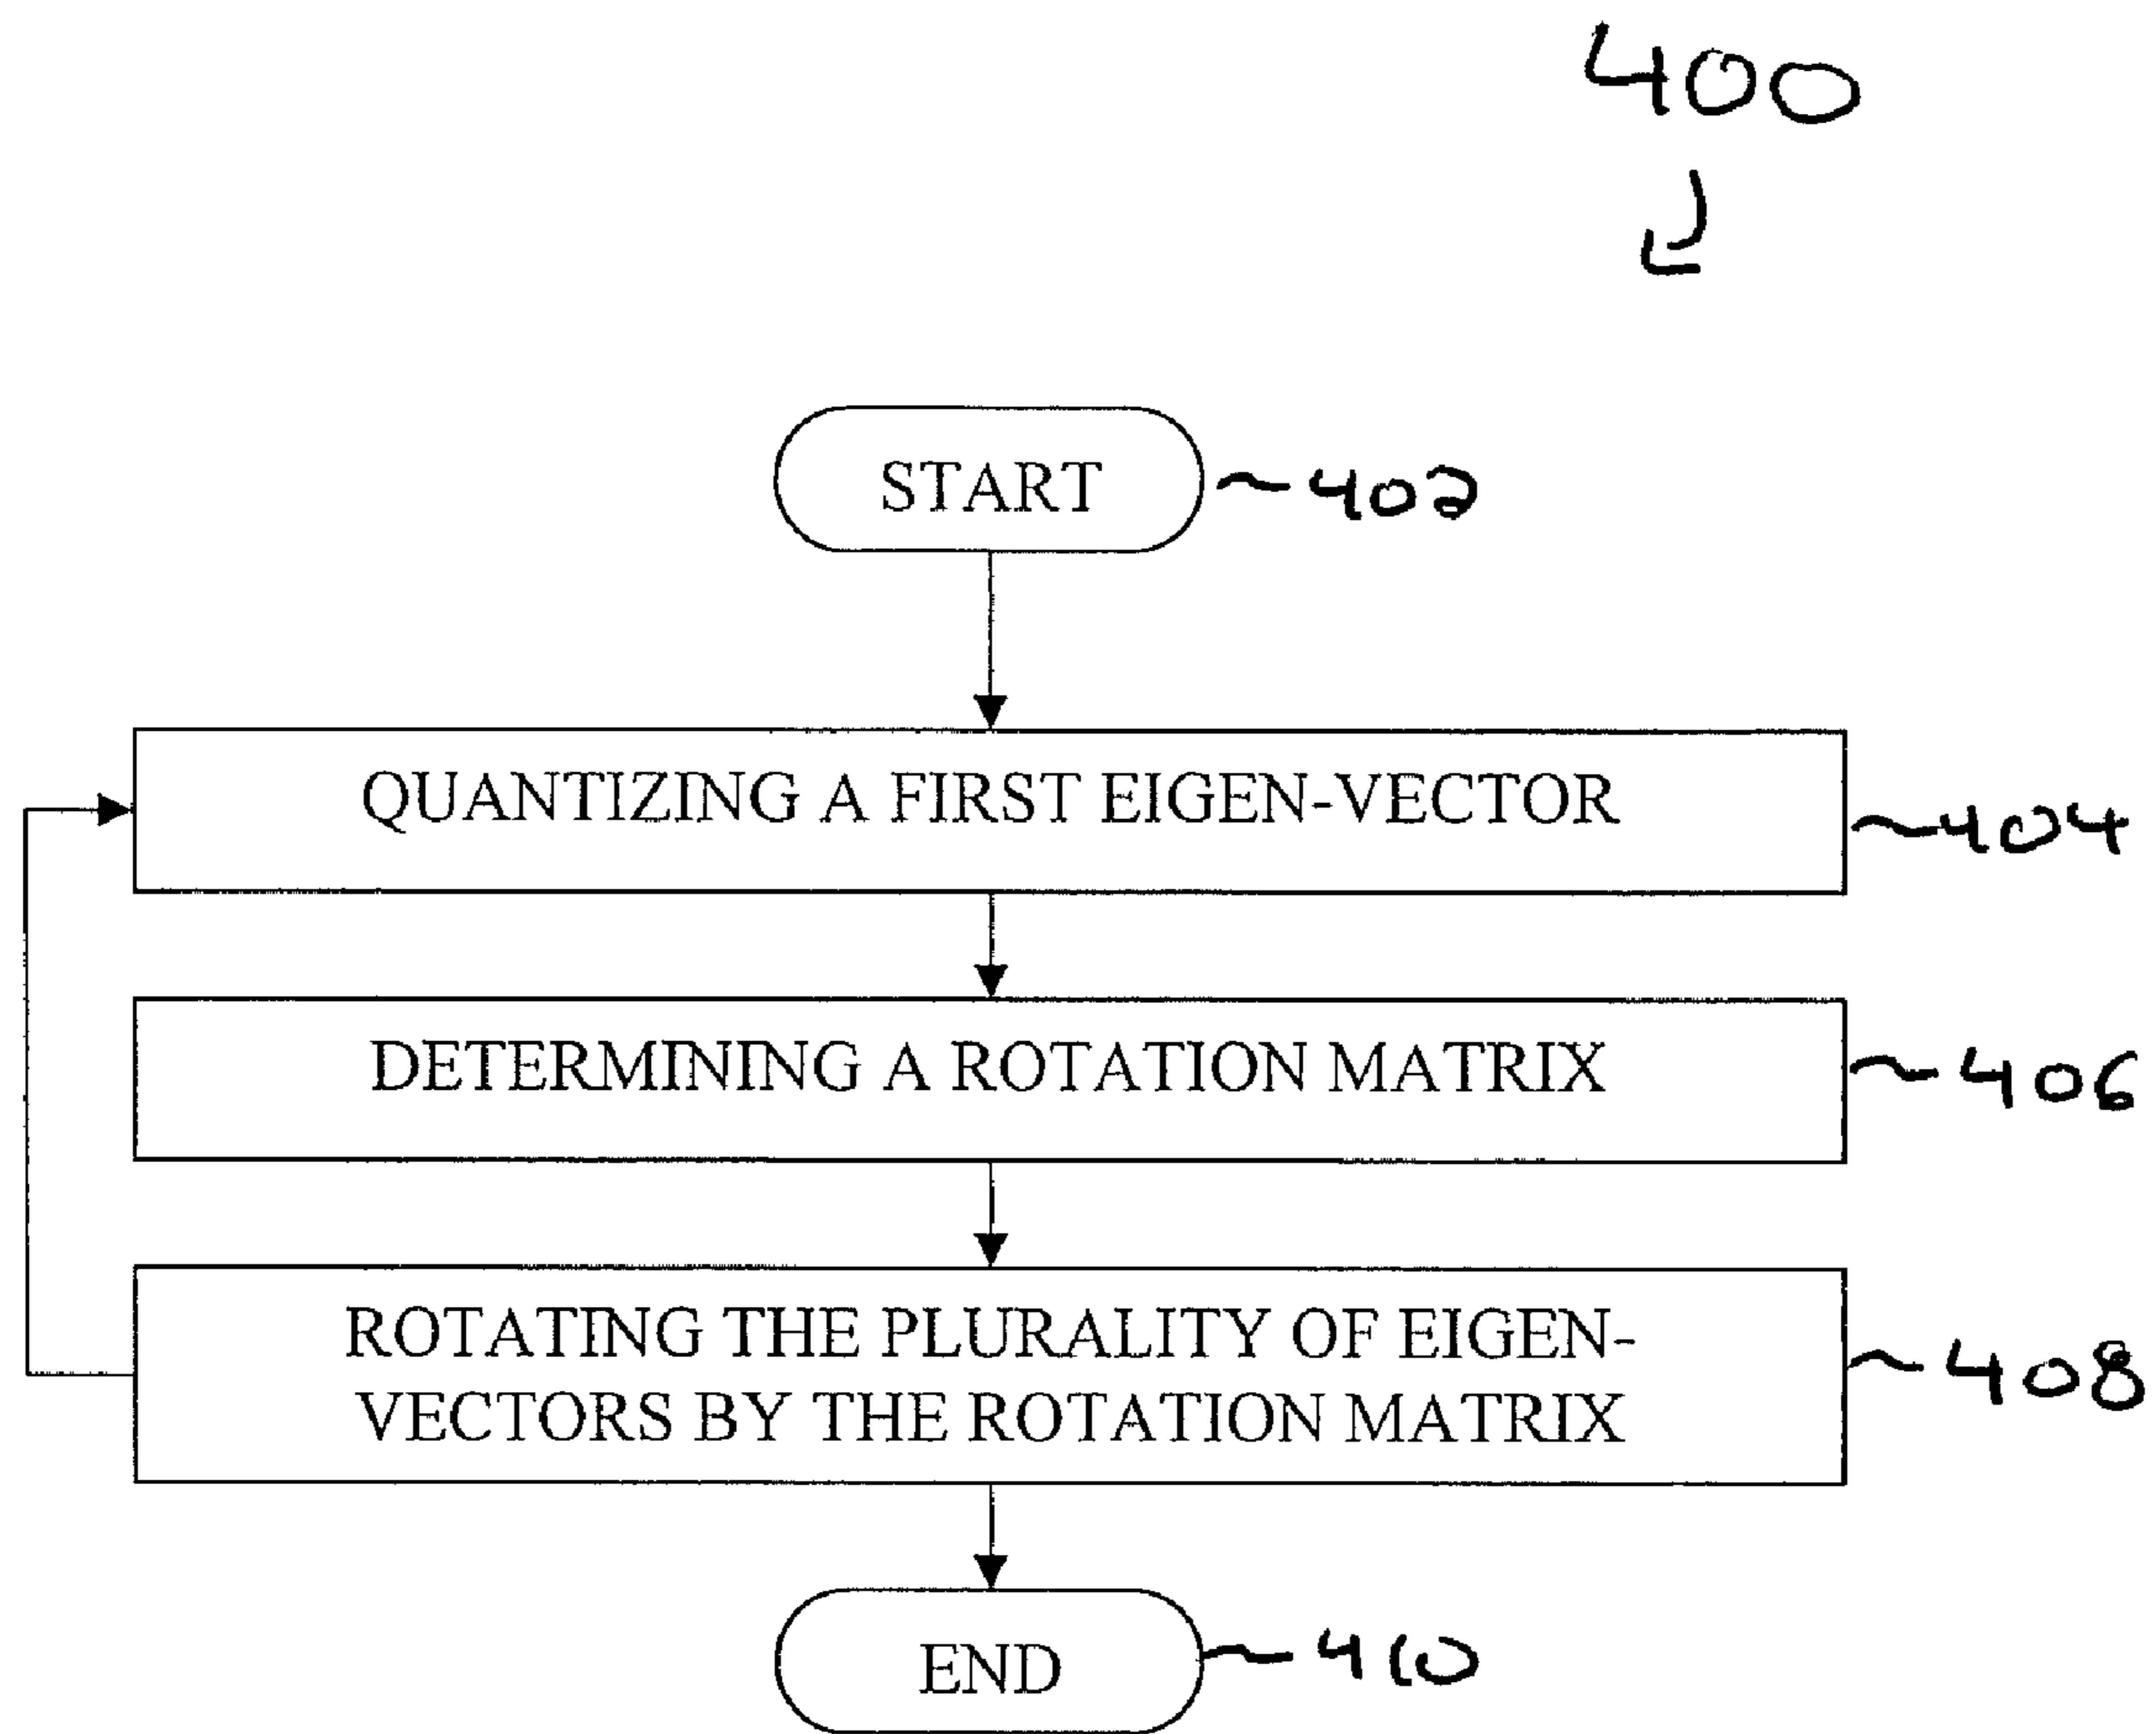 400
START
402
QUANTIZING A FIRST EIGEN-VECTOR
404
DETERMINING A ROTATION MATRIX
406
ROTATING THE PLURALITY OF EIGEN-
VECTORS BY THE ROTATION MATRIX
408
END
410